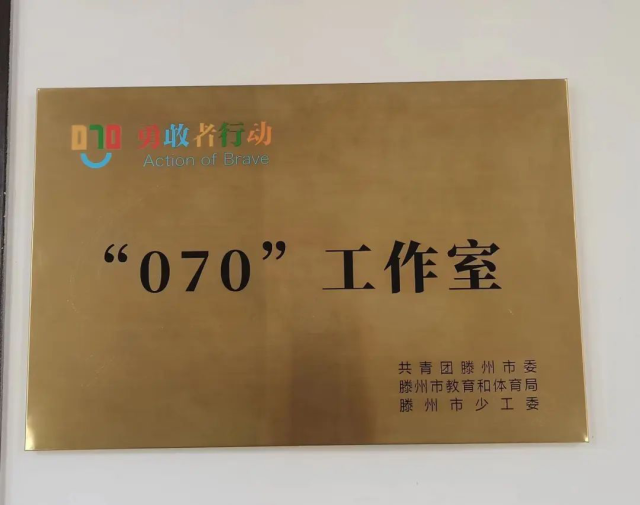 070 勇敢者行动
Action of Brave
“070”工作室
共青团滕州市委
滕州市教育和体育局
滕州市少工委